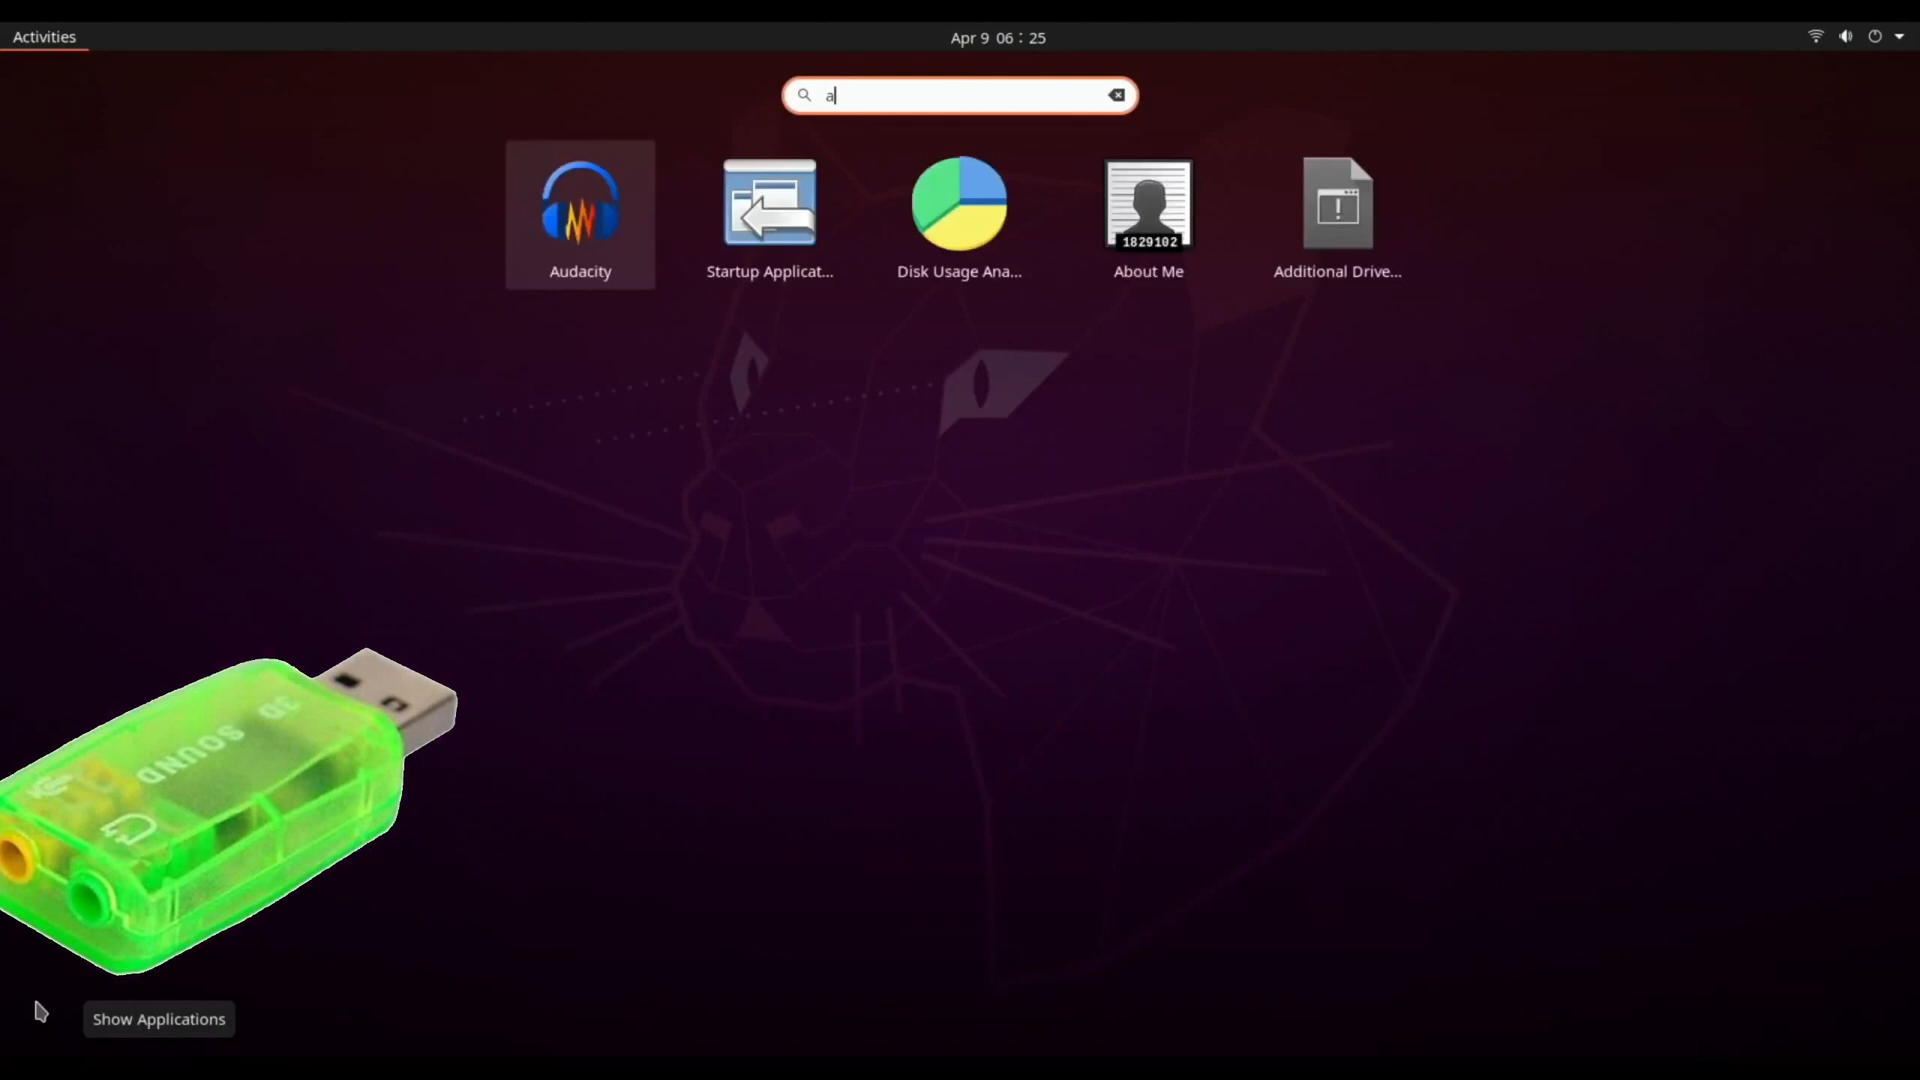 Activities
Apr 9 06 : 25
a
1829102
Audacity
Startup Applicat...
Disk Usage Ana...
About Me
Additional Drive...
3D
SOUND
Show Applications